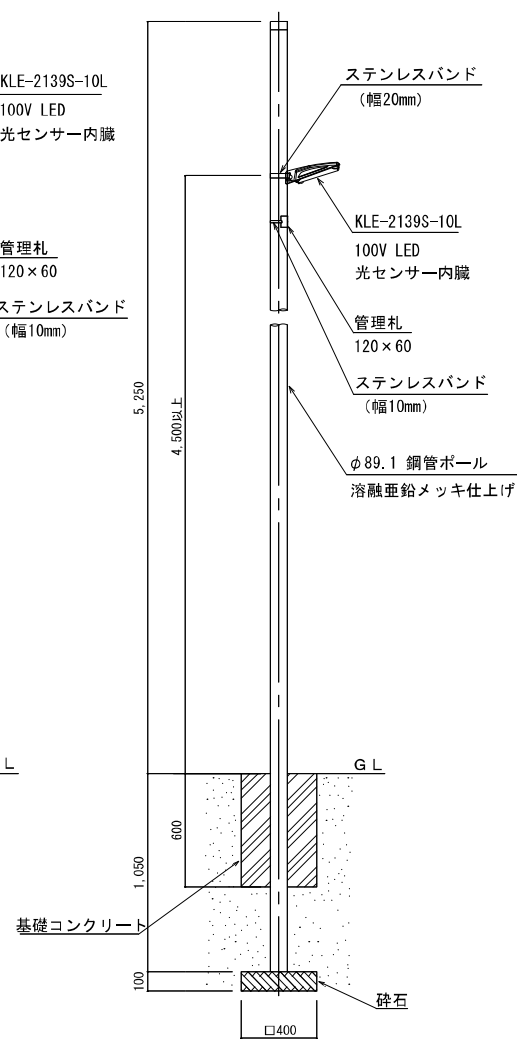 KLE-2139S-10L
100V LED
光センサー内臓
管理札
120×60
ステンレスバンド
(幅10mm)
L
ステンレスバンド
(幅20mm)
KLE-2139S-10L
100V LED
光センサー内臓
管理札
120×60
ステンレスバンド
(幅10mm)
φ89.1 鋼管ポール
溶融亜鉛メッキ仕上げ
5,250
4,500以上
GL
600
1,050
基礎コンクリート
100
砕石
□400